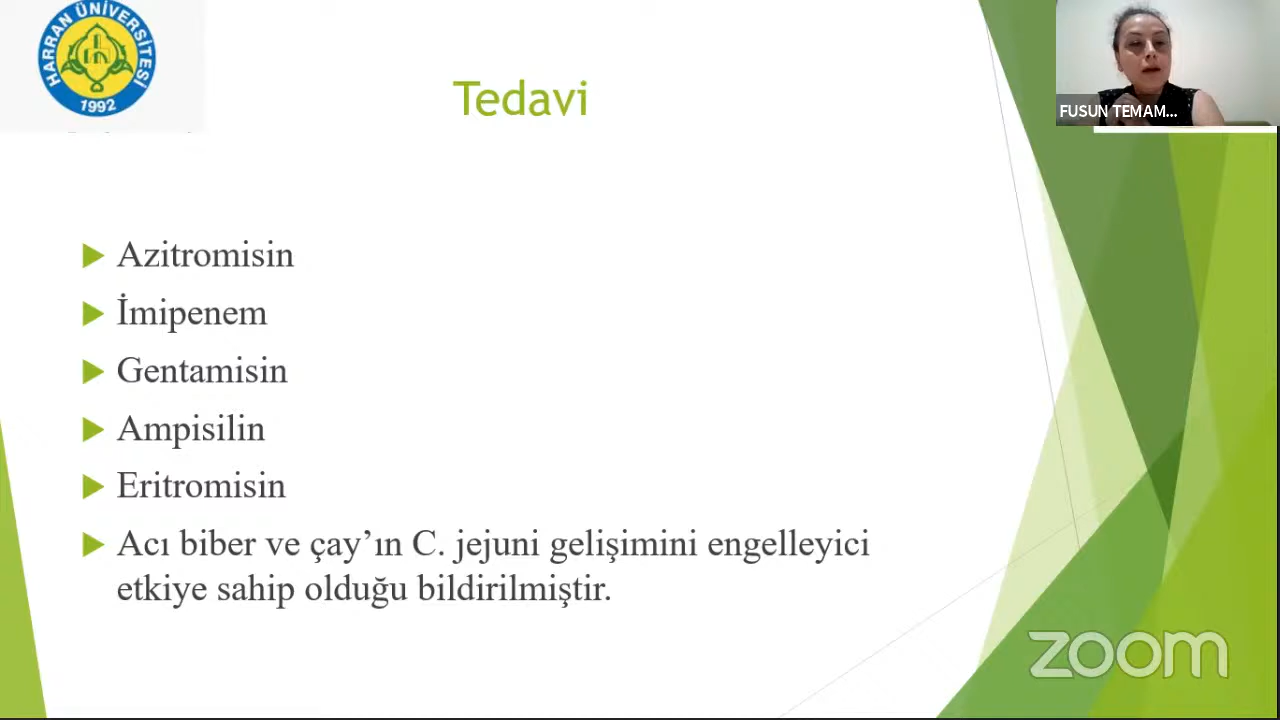 HARRAN ÜNİVERSİTESİ
1992
Tedavi
FUSUN TEMAM...
Azitromisin
İmipenem
Gentamisin
Ampisilin
Eritromisin
Acı biber ve çay’ın C. jejuni gelişimini engelleyici
etkiye sahip olduğu bildirilmiştir.
zoom